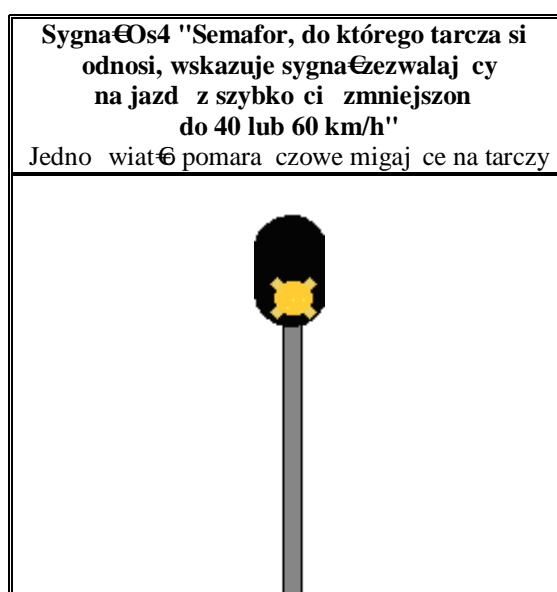 Sygna€Os4 "Semafor, do którego tarcza si
odnosi, wskazuje sygna€zezwalaj cy
na jazd z szybko ci zmniejszon
do 40 lub 60 km/h"
Jedno wiat€o pomara czowe migaj ce na tarczy